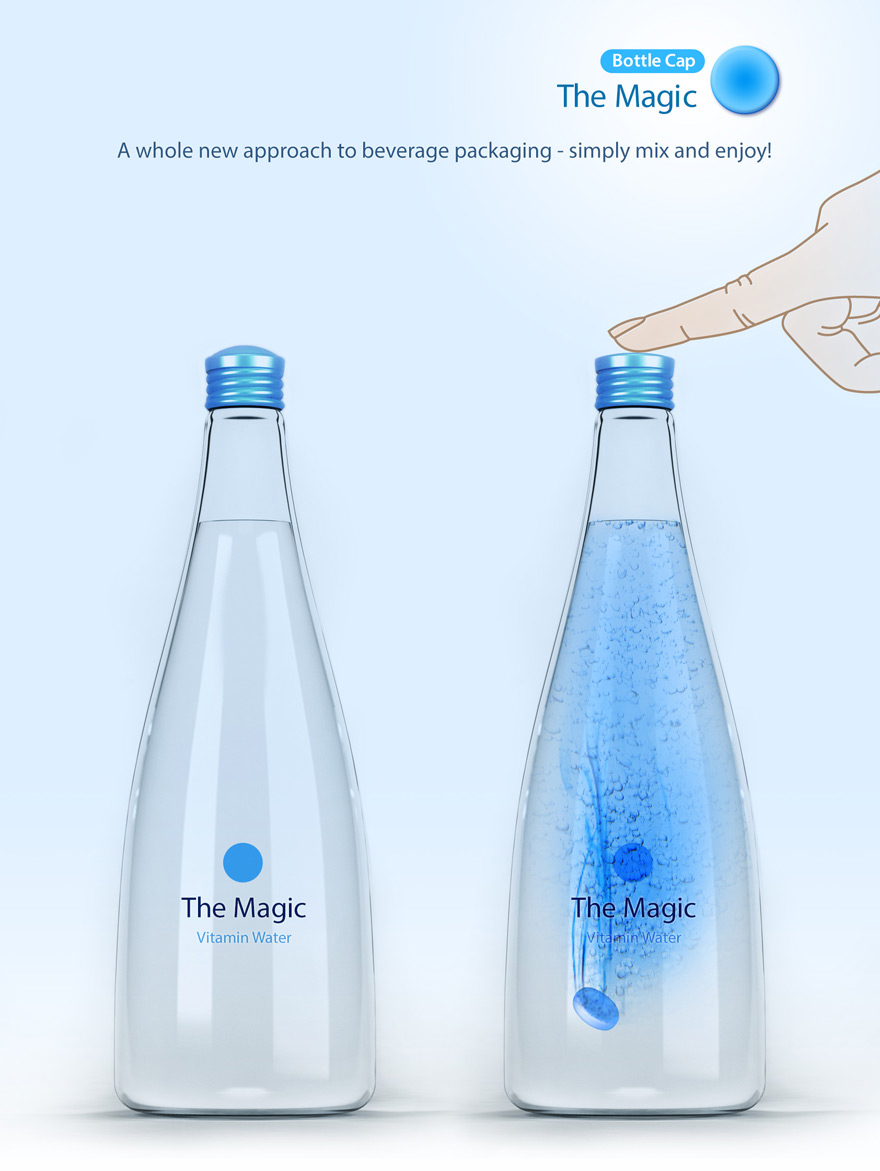 Bottle Cap
The Magic
A whole new approach to beverage packaging - simply mix and enjoy!
The Magic
Vitamin Water
The Magic
Vitamin Water